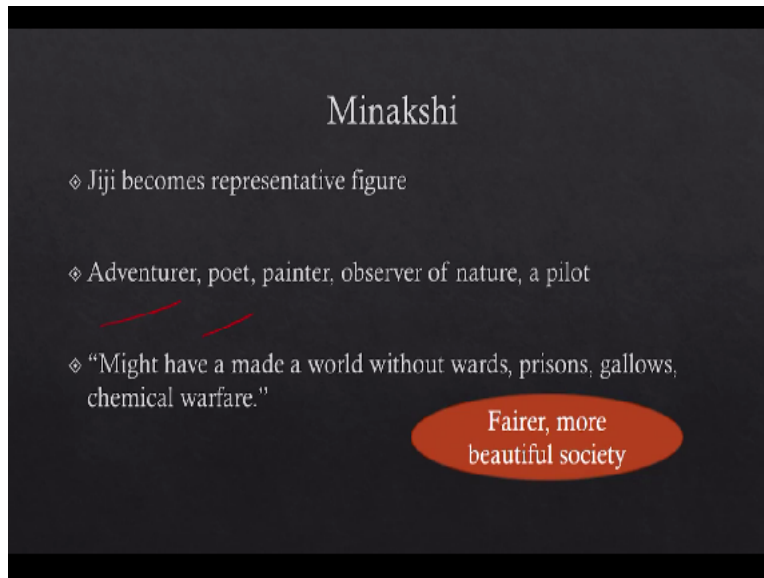 Minakshi
Jiji becomes representative figure
Adventurer, poet, painter, observer of nature, a pilot
“Might have a made a world without wards, prisons, gallows,
chemical warfare.”
Fairer, more
beautiful society